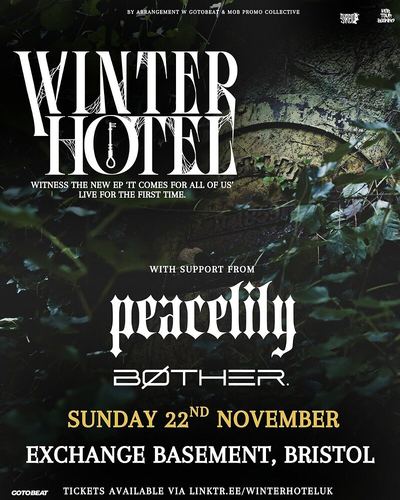 BY ARRANGEMENT W GOTOBEAT & MOB PROMO COLLECTIVE
WINTER
HOTEL
WITNESS THE NEW EP 'IT COMES FOR ALL OF US'
LIVE FOR THE FIRST TIME.
WITH SUPPORT FROM
peacelily
BØTHER.
SUNDAY 22ND NOVEMBER
EXCHANGE BASEMENT, BRISTOL
GOTOBEAT
TICKETS AVAILABLE VIA LINKTR.EE/WINTERHOTELUK